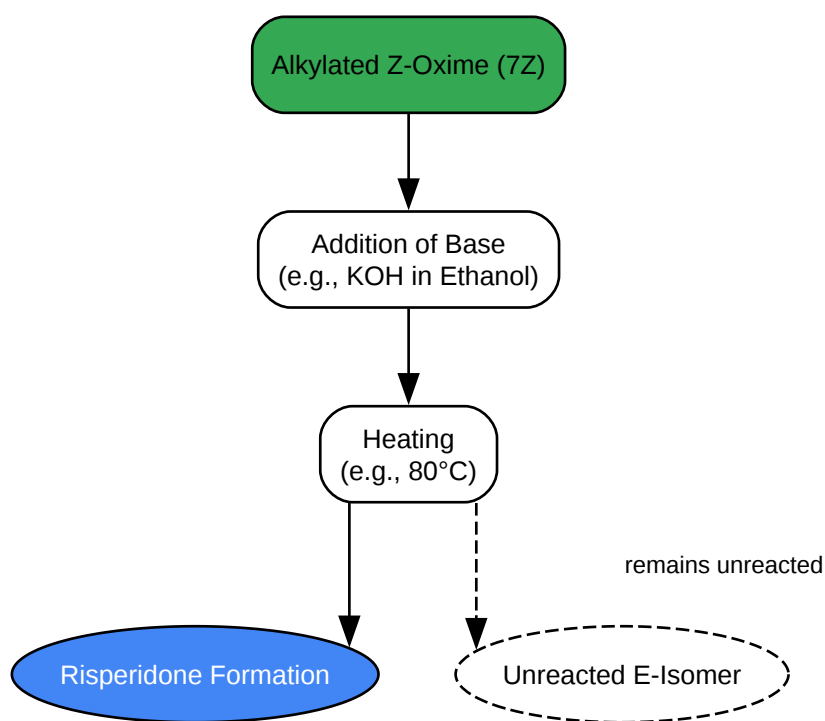 Alkylated Z-Oxime (7Z)
Addition of Base
(e.g., KOH in Ethanol)
Heating
(e.g., 80°C)
remains unreacted
Risperidone Formation
Unreacted E-Isomer